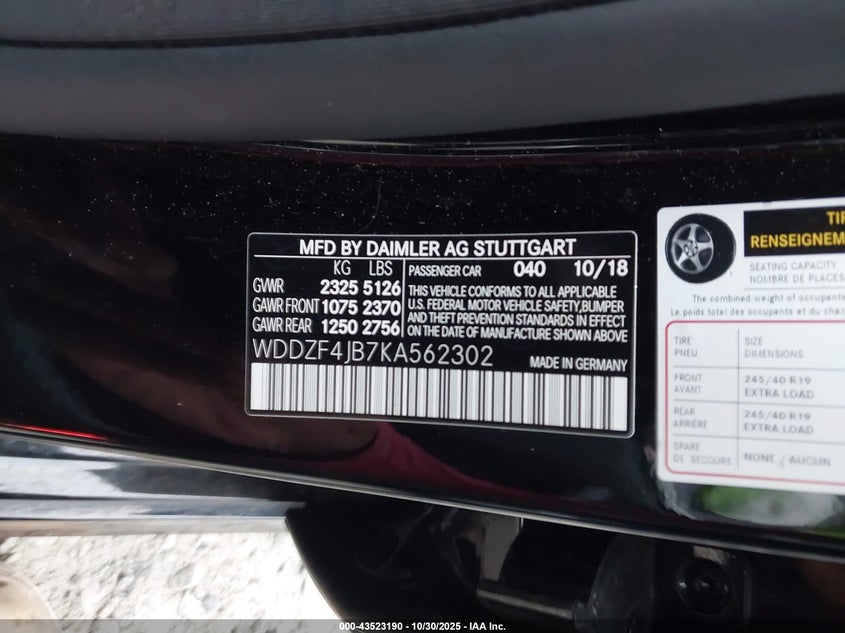 MFD BY DAIMLER AG STUTTGART
KG LBS
GVWR 2325 5126
GAWR FRONT 1075 2370
GAWR REAR 1250 2756
PASSENGER CAR 040 10/18
THIS VEHICLE CONFORMS TO ALL APPLICABLE
U.S. FEDERAL MOTOR VEHICLE SAFETY,BUMPER
AND THEFT PREVENTION STANDARDS IN EFFECT
ON THE DATE OF MANUFACTURE SHOWN ABOVE
WDDZF4JB7KA562302
MADE IN GERMANY
RENSEIGNEM
SEATING CAPACITY
NOMBRE DE PLACES
The combined weight of occupants
Le poids total des occupants et du
TIRE SIZE
PNEU DIMENSIONS
FRONT 245/40 R19
AVANT EXTRA LOAD
REAR 245/40 R19
ARRIÈRE EXTRA LOAD
SPARE NONE / AUCUN
DE SECOURS
000-43523190 - 10/30/2025 - IAA Inc.